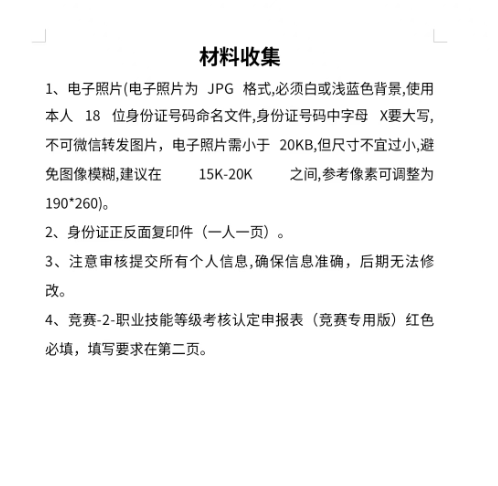 材料收集
1、电子照片(电子照片为 JPG 格式,必须白或浅蓝色背景,使用
本人 18 位身份证号码命名文件,身份证号码中字母 X要大写,
不可微信转发图片，电子照片需小于 20KB,但尺寸不宜过小,避
免图像模糊,建议在 15K-20K 之间,参考像素可调整为
190*260)。
2、身份证正反面复印件（一人一页）。
3、注意审核提交所有个人信息,确保信息准确，后期无法修
改。
4、竞赛-2-职业技能等级考核认定申报表（竞赛专用版）红色
必填，填写要求在第二页。